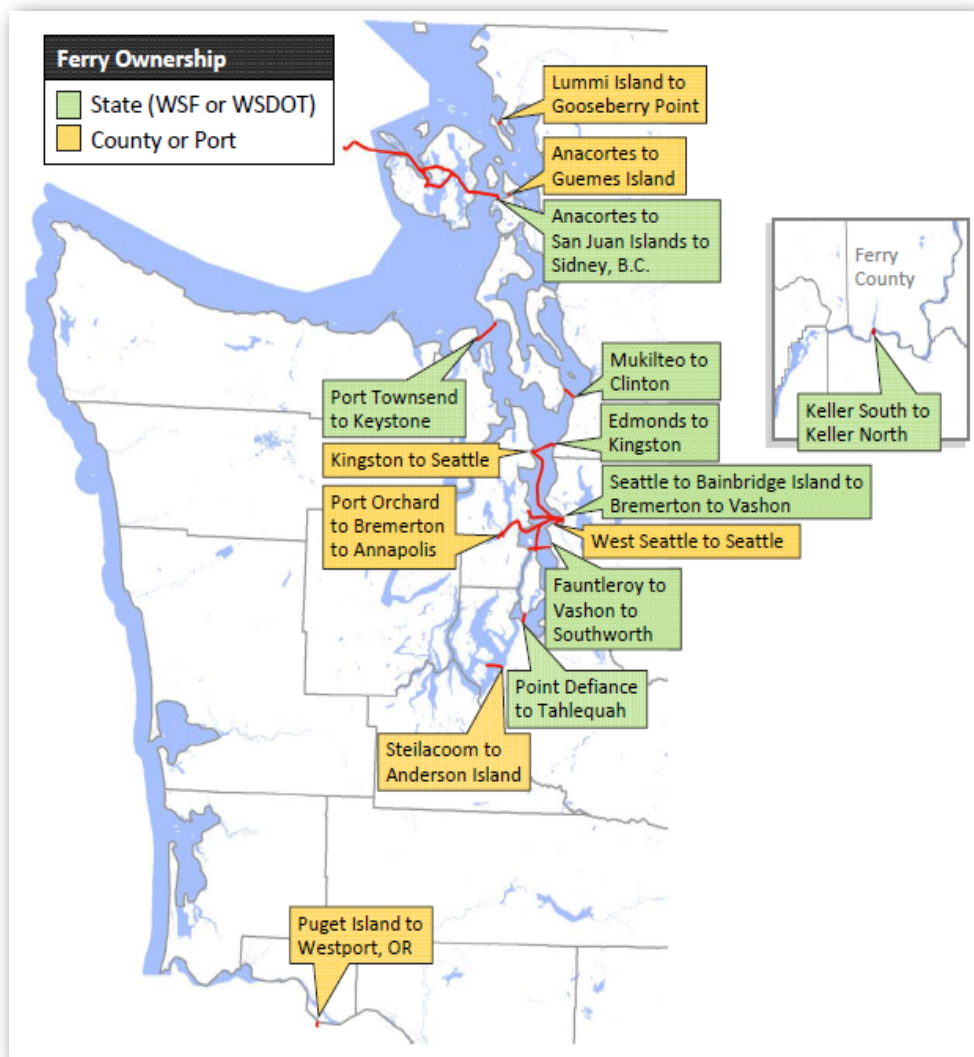 Ferry Ownership
State (WSF or WSDOT)
County or Port
Lummi Island to
Gooseberry Point
Anacortes to
Guemes Island
Anacortes to
San Juan Islands to
Sidney, B.C.
Ferry
County
Keller South to
Keller North
Mukilteo to
Clinton
Port Townsend
to Keystone
Edmonds to
Kingston
Kingston to Seattle
Seattle to Bainbridge Island to
Bremerton to Vashon
Port Orchard
to Bremerton
to Annapolis
West Seattle to Seattle
Fauntleroy to
Vashon to
Southworth
Point Defiance
to Tahlequah
Steilacoom to
Anderson Island
Puget Island to
Westport, OR